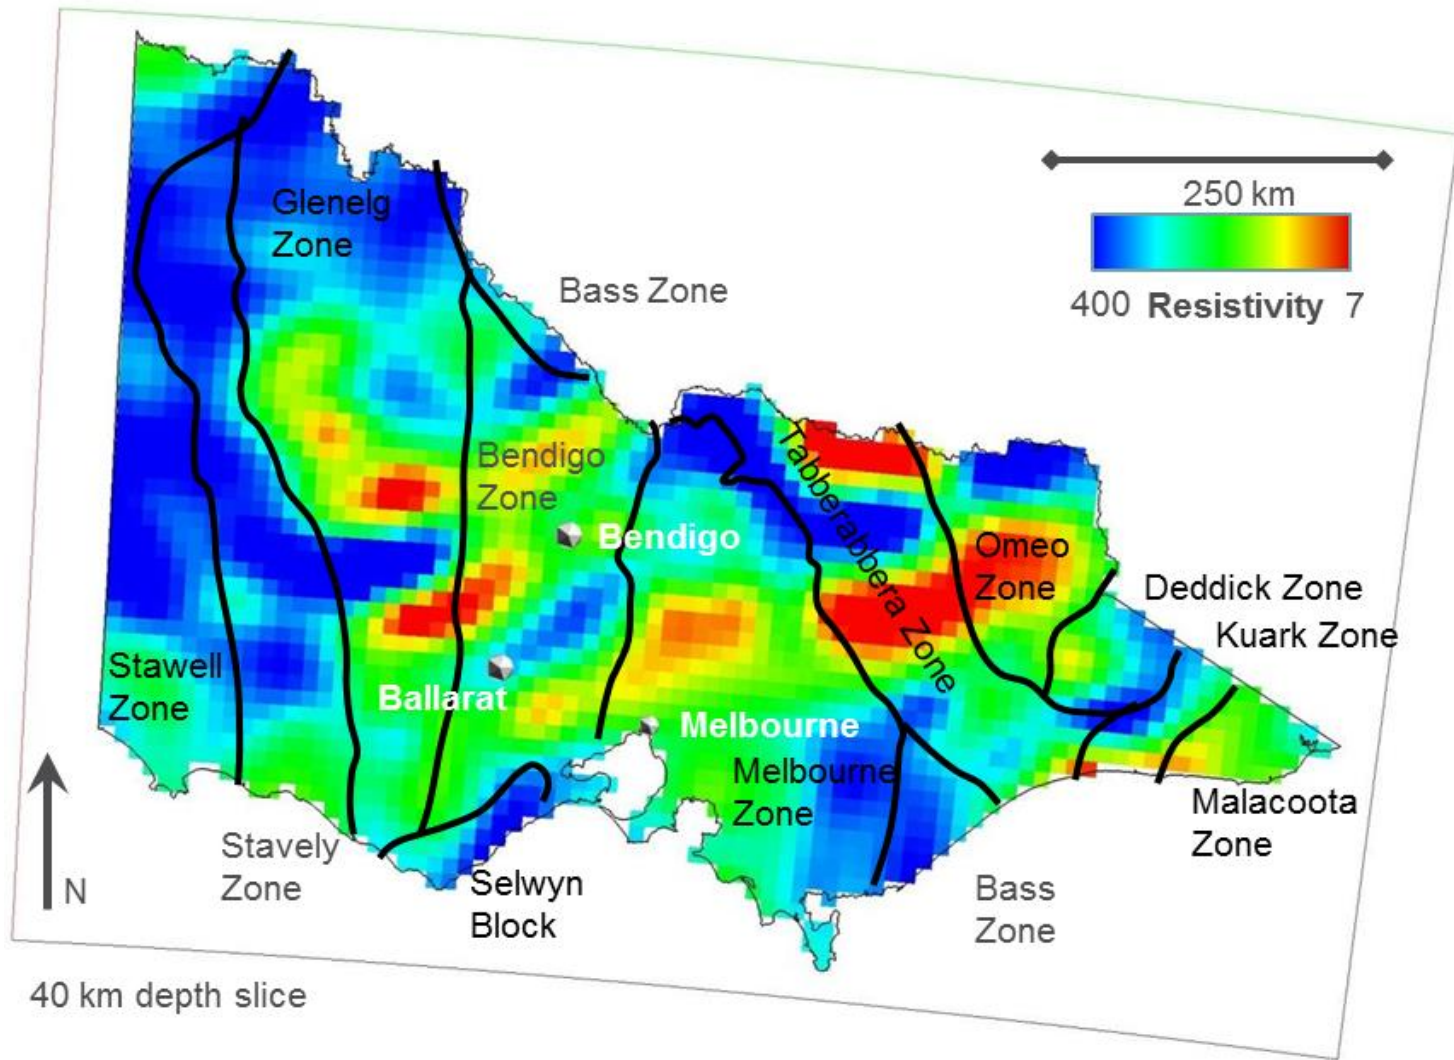 Glenelg
Zone
250 km
400 Resistivity 7
Bass Zone
Bendigo
Zone
Tabberabbera Zone
Bendigo
Omeo
Zone
Deddick Zone
Kuark Zone
Stawell
Zone
Ballarat
Melbourne
Melbourne
Zone
Malacoota
Zone
Stavely
Zone
N
Selwyn
Block
Bass
Zone
40 km depth slice